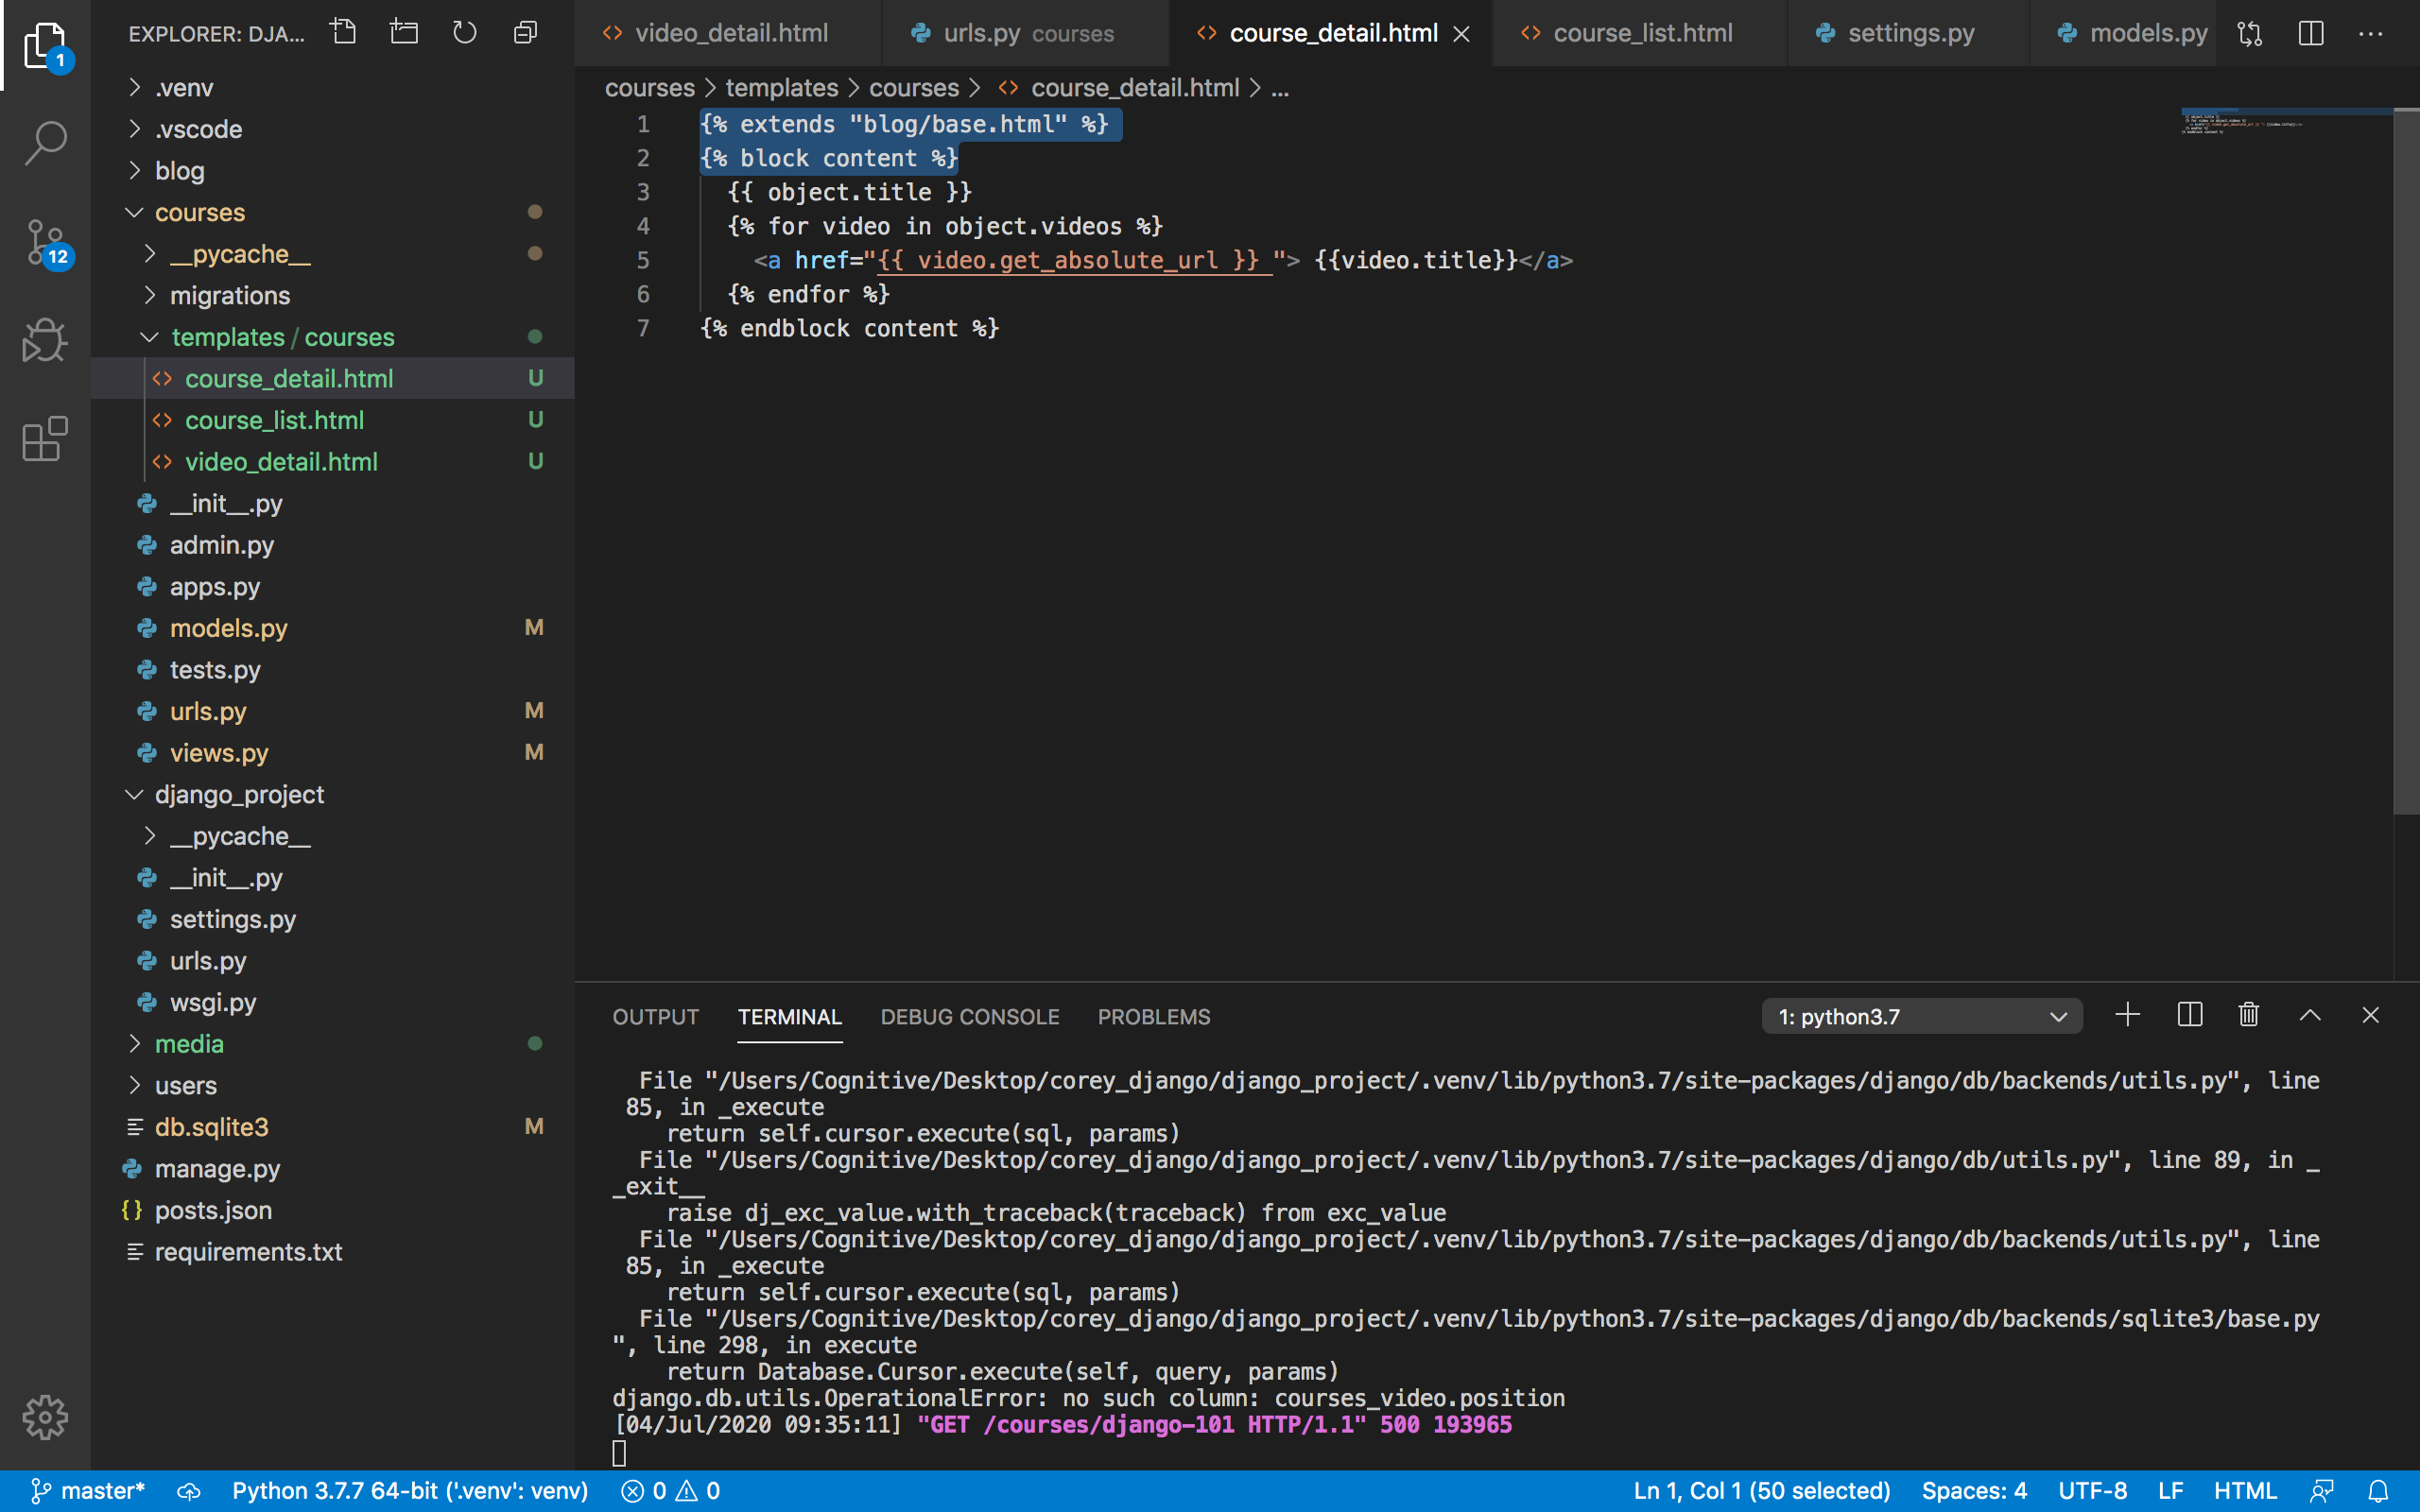 EXPLORER: DJA...
1
12
.venv
.vscode
blog
courses
__pycache__
migrations
templates / courses
course_detail.html U
course_list.html U
video_detail.html U
__init__.py
admin.py
apps.py
models.py M
tests.py
urls.py M
views.py M
django_project
__pycache__
__init__.py
settings.py
urls.py
wsgi.py
media
users
db.sqlite3 M
manage.py
posts.json
requirements.txt
video_detail.html urls.py courses course_detail.html course_list.html settings.py models.py
courses > templates > courses > course_detail.html > ...
1 {% extends "blog/base.html" %}
2 {% block content %}
3 {{ object.title }}
4 {% for video in object.videos %}
5 <a href="{{ video.get_absolute_url }} "> {{video.title}}</a>
6 {% endfor %}
7 {% endblock content %}
OUTPUT TERMINAL DEBUG CONSOLE PROBLEMS 1: python3.7
File "/Users/Cognitive/Desktop/corey_django/django_project/.venv/lib/python3.7/site-packages/django/db/backends/utils.py", line
85, in _execute
return self.cursor.execute(sql, params)
File "/Users/Cognitive/Desktop/corey_django/django_project/.venv/lib/python3.7/site-packages/django/db/utils.py", line 89, in _
_exit__
raise dj_exc_value.with_traceback(traceback) from exc_value
File "/Users/Cognitive/Desktop/corey_django/django_project/.venv/lib/python3.7/site-packages/django/db/backends/utils.py", line
85, in _execute
return self.cursor.execute(sql, params)
File "/Users/Cognitive/Desktop/corey_django/django_project/.venv/lib/python3.7/site-packages/django/db/backends/sqlite3/base.py
", line 298, in execute
return Database.Cursor.execute(self, query, params)
django.db.utils.OperationalError: no such column: courses_video.position
[04/Jul/2020 09:35:11] "GET /courses/django-101 HTTP/1.1" 500 193965
master* Python 3.7.7 64-bit ('.venv': venv) 0 0 Ln 1, Col 1 (50 selected) Spaces: 4 UTF-8 LF HTML